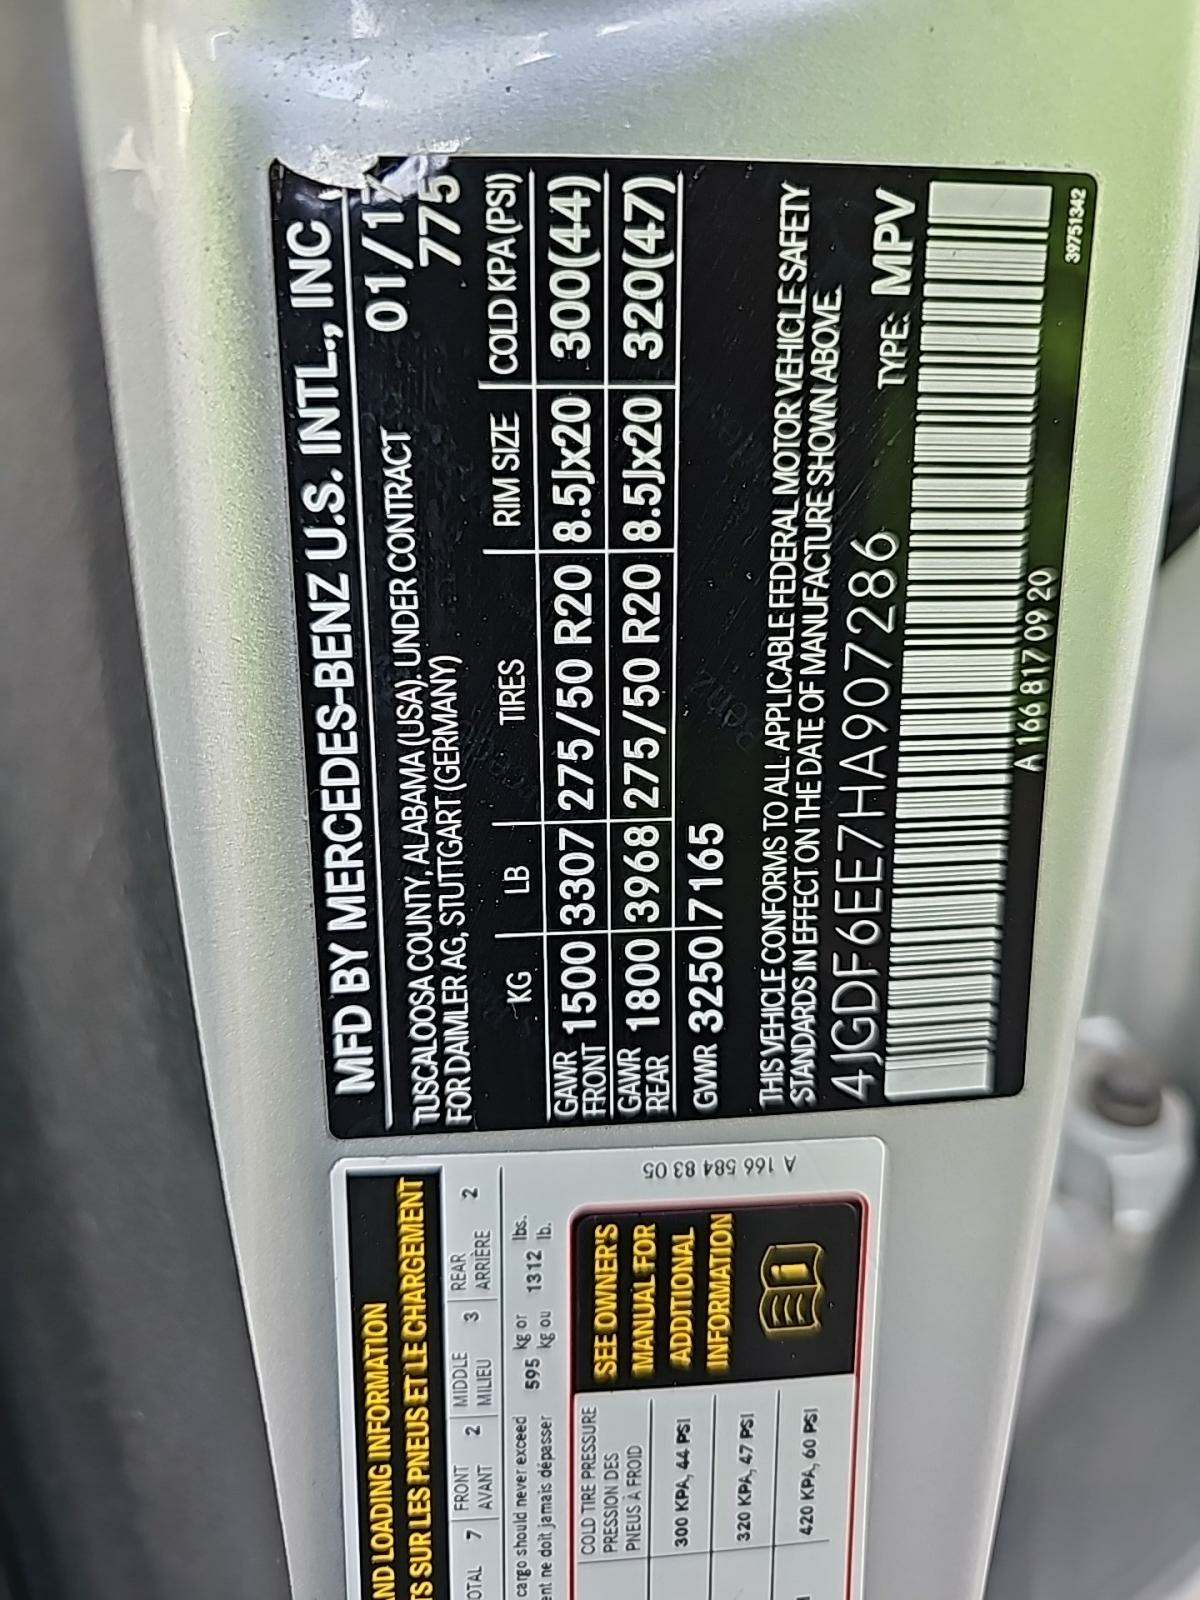 MFD BY MERCEDES-BENZ U.S. INTL., INC
01/17
TUSCALOOSA COUNTY, ALABAMA (USA). UNDER CONTRACT 775
FOR DAIMLER AG, STUTTGART (GERMANY)
KG LB TIRES RIM SIZE COLD KPA (PSI)
GAWR FRONT 1500 3307 275/50 R20 8.5Jx20 300(44)
GAWR REAR 1800 3968 275/50 R20 8.5Jx20 320(47)
GVWR 3250 7165
THIS VEHICLE CONFORMS TO ALL APPLICABLE FEDERAL MOTOR VEHICLE SAFETY
STANDARDS IN EFFECT ON THE DATE OF MANUFACTURE SHOWN ABOVE.
4JGDF6EE7HA907286 TYPE: MPV
A 166 817 09 20) 39751342
A 166 584 83 05
AND LOADING INFORMATION
SUR LES PNEUS ET LE CHARGEMENT
7 FRONT 2 MIDDLE 3 REAR 2
AVANT MILIEU ARRIÈRE
cargo should never exceed 595 kg or 1312 lbs.
ne doit jamais dépasser kg ou lb.
COLD TIRE PRESSURE
PRESSION DES
PNEUS À FROID
300 KPA, 44 PSI
320 KPA, 47 PSI
420 KPA, 60 PSI
SEE OWNER'S
MANUAL FOR
ADDITIONAL
INFORMATION